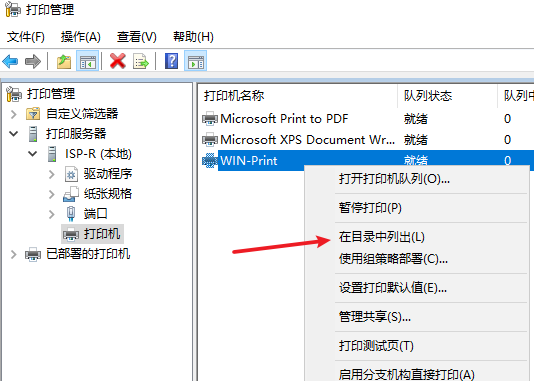 打印管理
文件(F) 操作(A) 查看(V) 帮助(H)
打印管理
自定义筛选器
打印服务器
ISP-R (本地)
驱动程序
纸张规格
端口
打印机
已部署的打印机
打印机名称 队列状态 队列中
Microsoft Print to PDF 就绪 0
Microsoft XPS Document Wr... 就绪 0
WIN-Print 就绪 0
打开打印机队列(O)...
暂停打印(P)
在目录中列出(L)
使用组策略部署(C)...
设置打印默认值(E)...
管理共享(S)...
打印测试页(T)
启用分支机构直接打印(A)